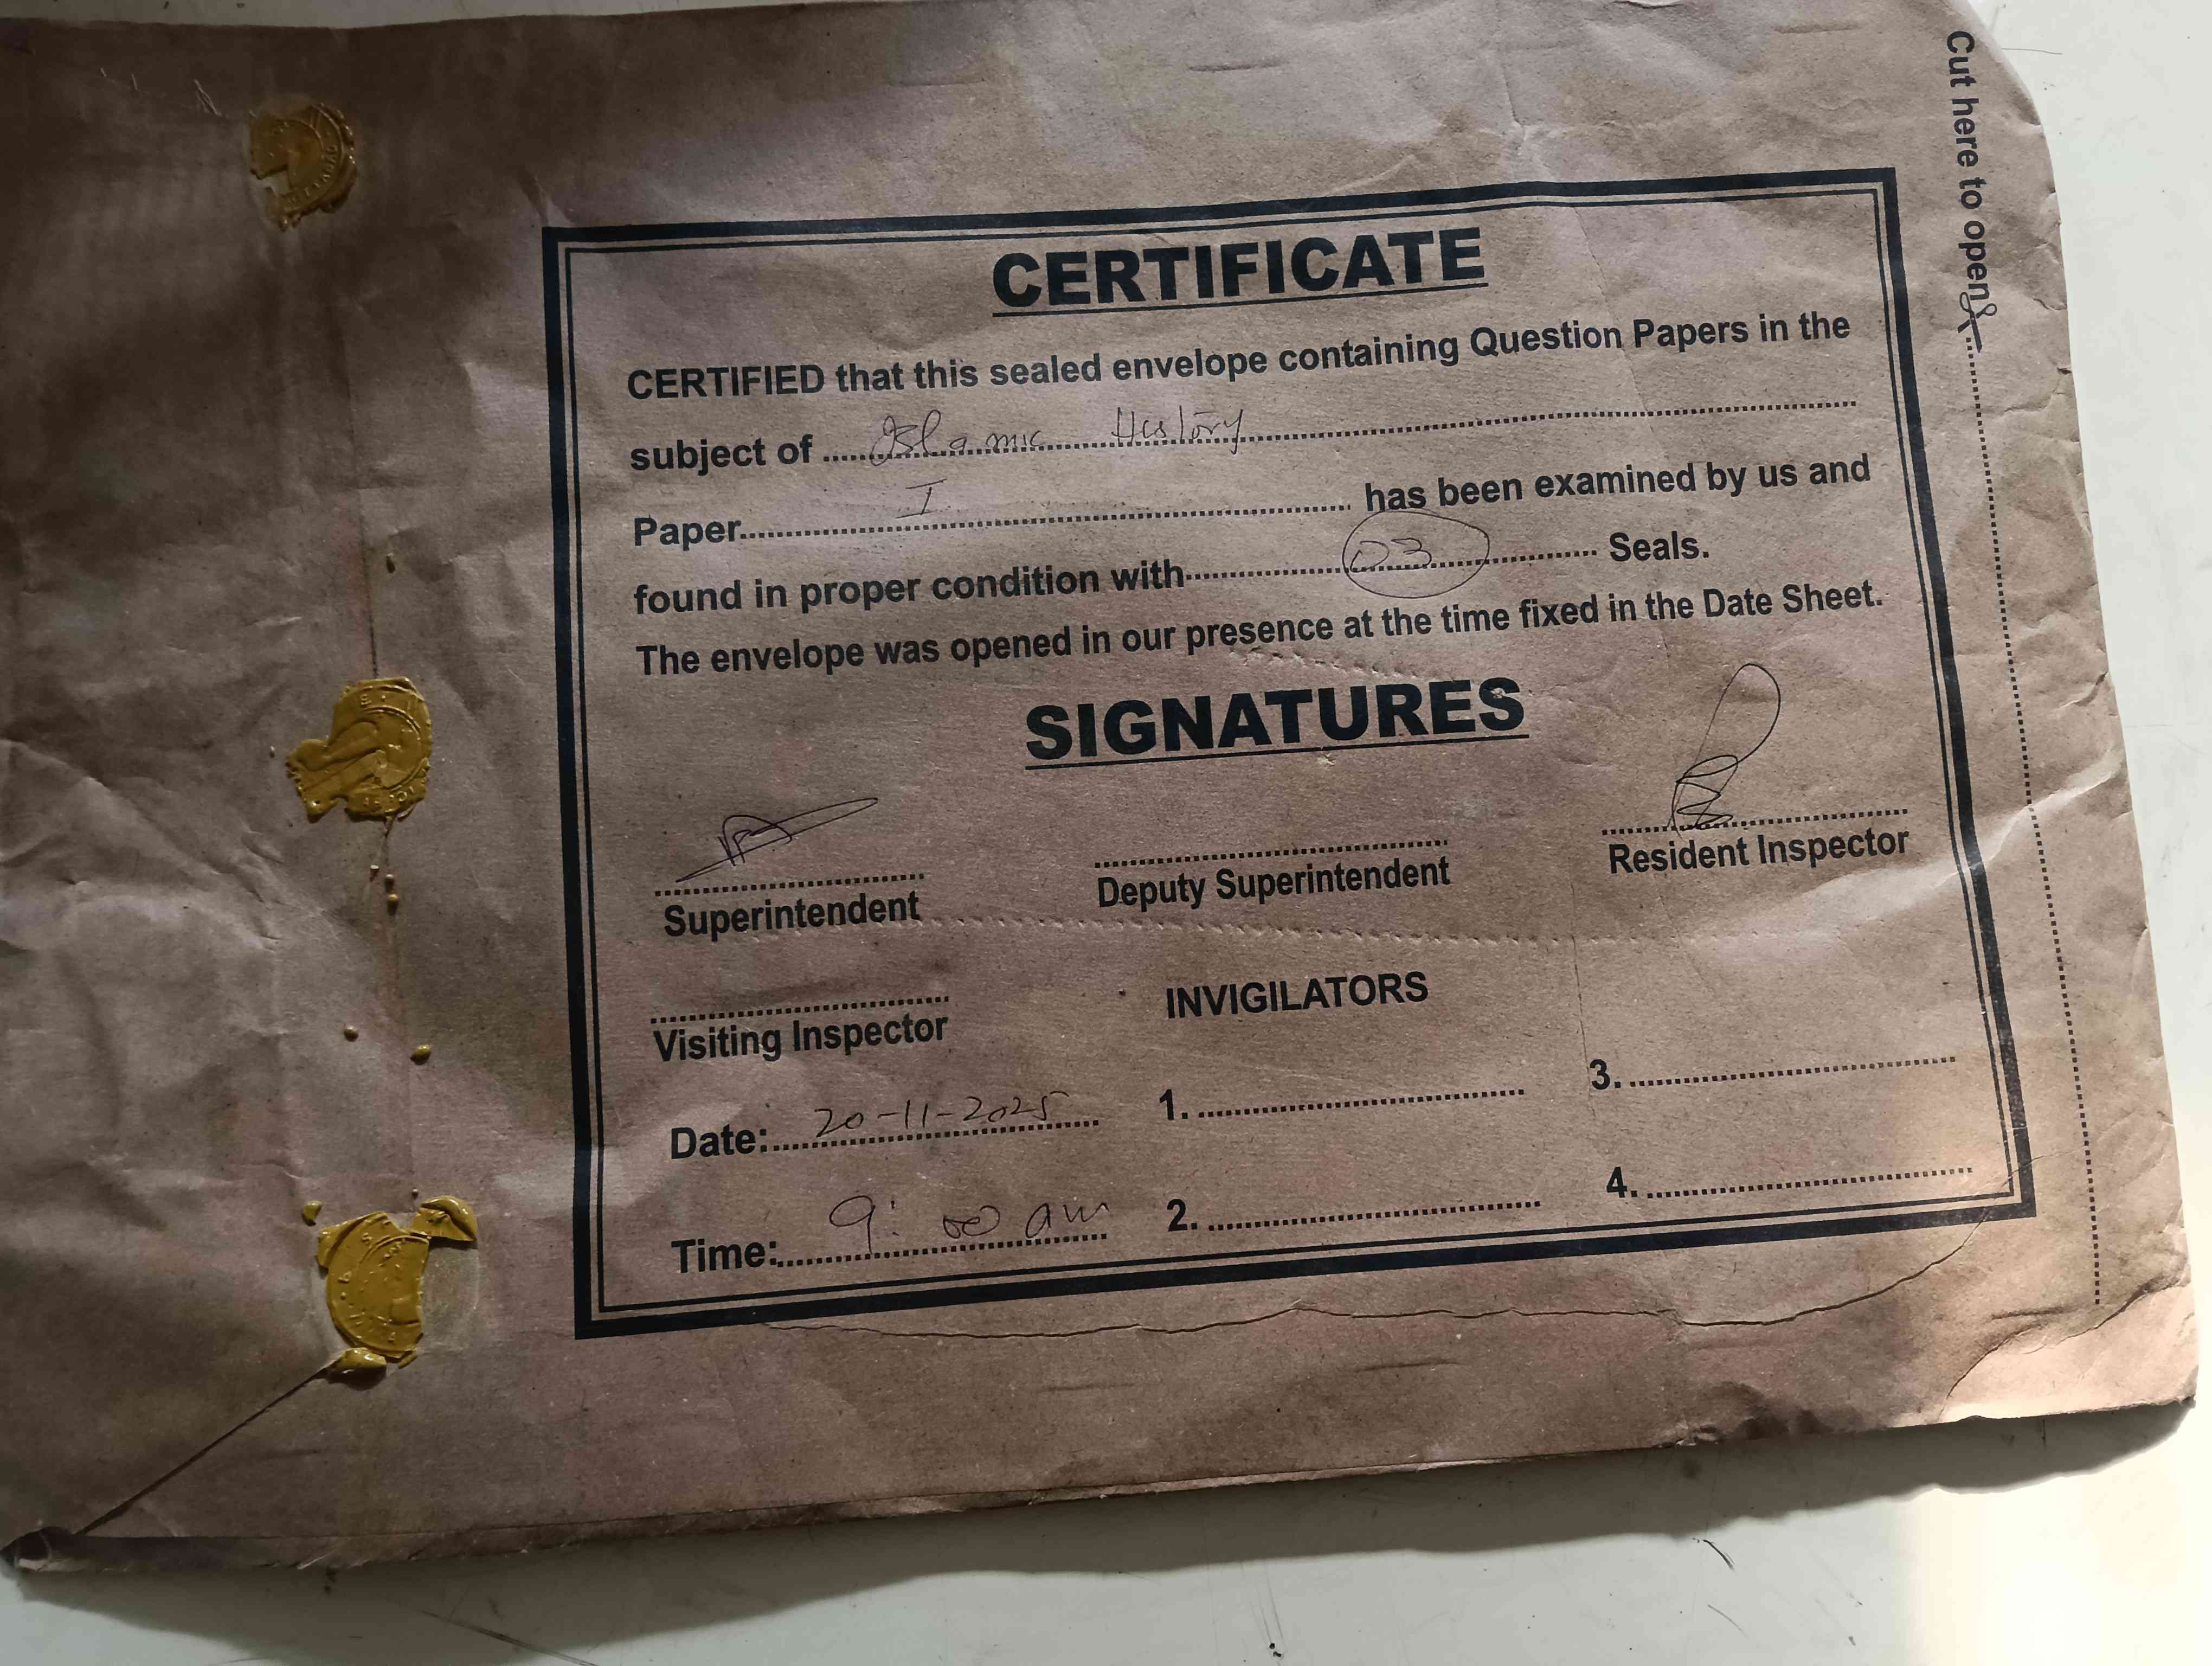 Cut here to open
CERTIFICATE
CERTIFIED that this sealed envelope containing Question Papers in the
subject of Islamic History
Paper I has been examined by us and
found in proper condition with 03 Seals.
The envelope was opened in our presence at the time fixed in the Date Sheet.
SIGNATURES
Superintendent
Deputy Superintendent
Resident Inspector
Visiting Inspector
INVIGILATORS
Date: 20-11-2025
1.
3.
Time: 9:00 am
2.
4.